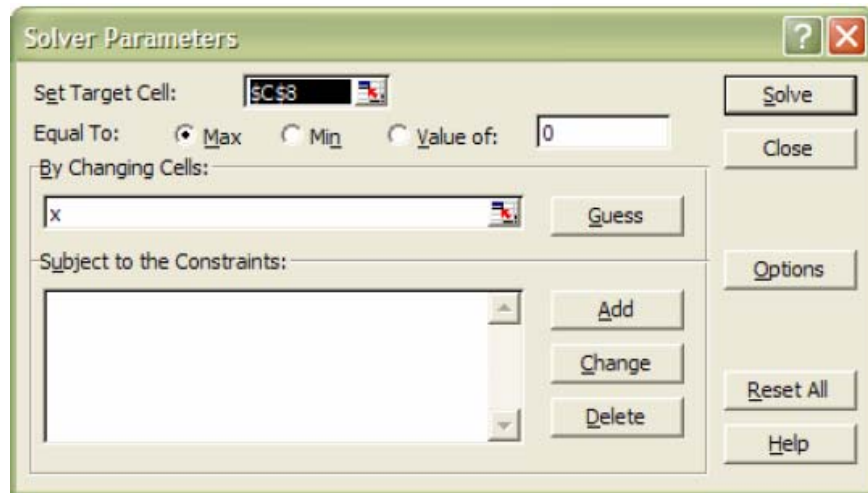 Solver Parameters
?
Set Target Cell: $C$8 Solve
Equal To: Max Min Value of: 0 Close
By Changing Cells:
x Guess
Subject to the Constraints: Options
Add
Change
Reset All
Delete
Help